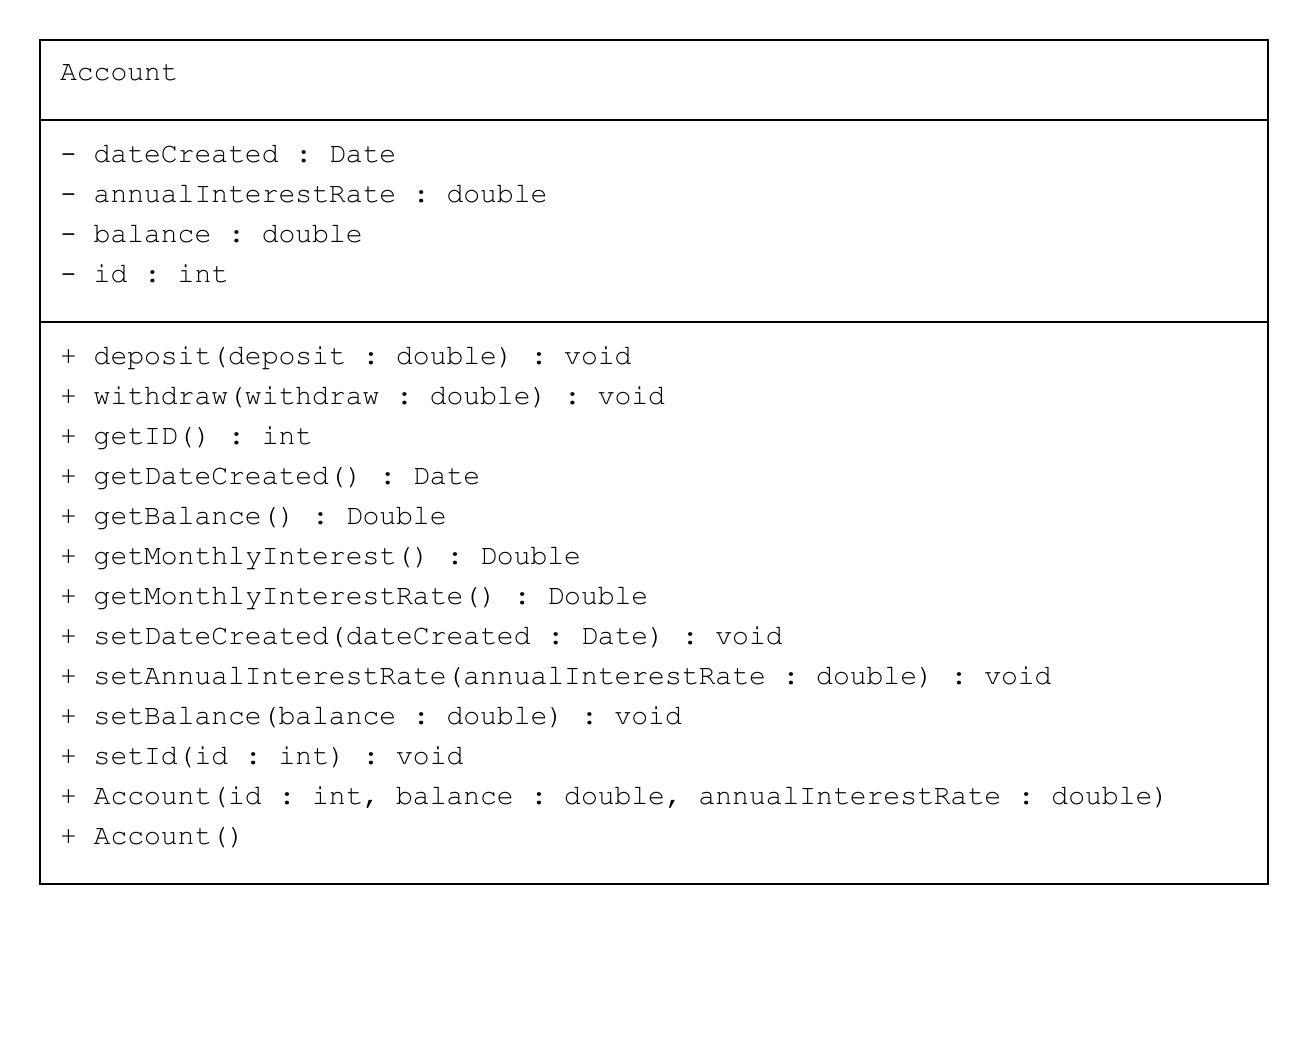 Account
- dateCreated : Date
- annualInterestRate : double
- balance : double
- id : int
+ deposit(deposit : double) : void
+ withdraw(withdraw : double) : void
+ getID() : int
+ getDateCreated() : Date
+ getBalance() : Double
+ getMonthlyInterest() : Double
+ getMonthlyInterestRate() : Double
+ setDateCreated(dateCreated : Date) : void
+ setAnnualInterestRate(annualInterestRate : double) : void
+ setBalance(balance : double) : void
+ setId(id : int) : void
+ Account(id : int, balance : double, annualInterestRate : double)
+ Account()